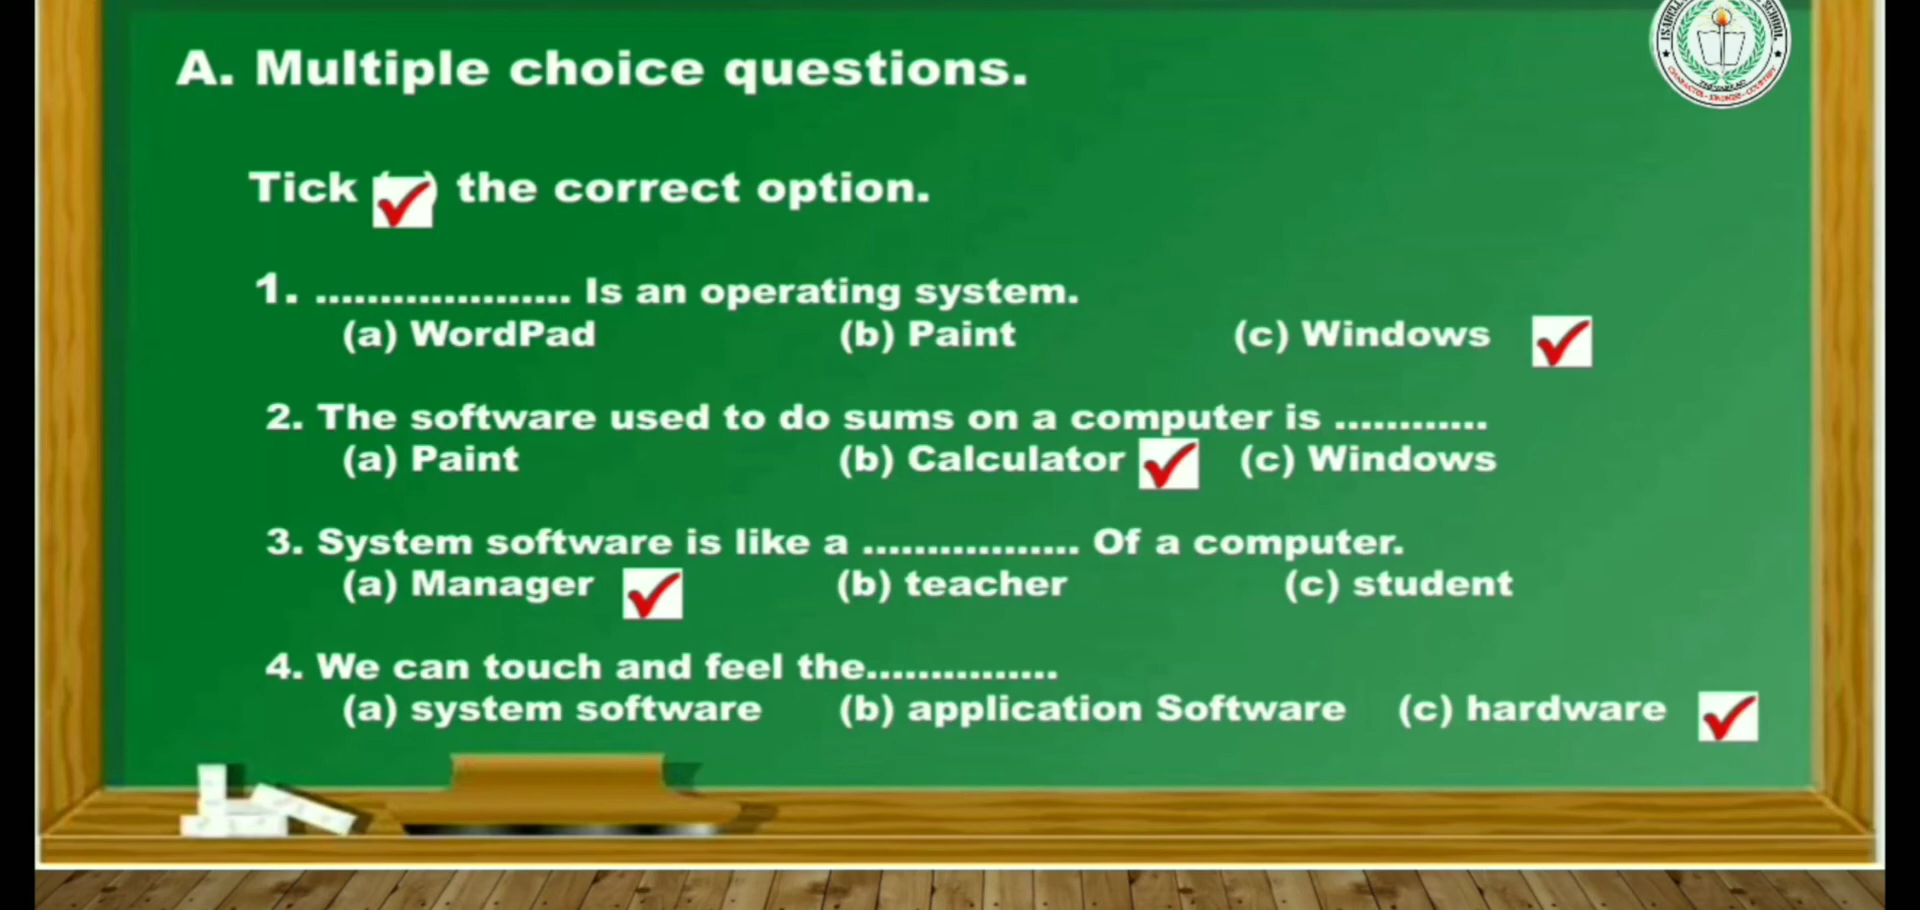 A. Multiple choice questions.
Tick ( ) the correct option.
1. .................... Is an operating system.
(a) WordPad (b) Paint (c) Windows
2. The software used to do sums on a computer is ............
(a) Paint (b) Calculator (c) Windows
3. System software is like a ................. Of a computer.
(a) Manager (b) teacher (c) student
4. We can touch and feel the...............
(a) system software (b) application Software (c) hardware